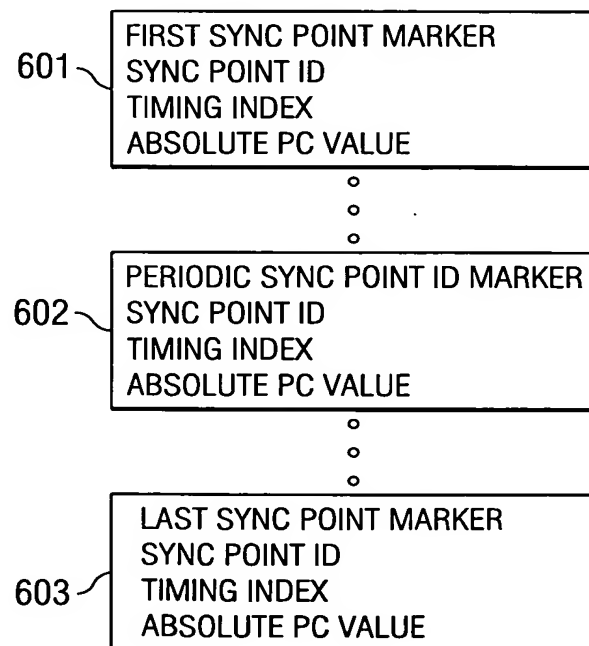 601
FIRST SYNC POINT MARKER
SYNC POINT ID
TIMING INDEX
ABSOLUTE PC VALUE
602
PERIODIC SYNC POINT ID MARKER
SYNC POINT ID
TIMING INDEX
ABSOLUTE PC VALUE
603
LAST SYNC POINT MARKER
SYNC POINT ID
TIMING INDEX
ABSOLUTE PC VALUE